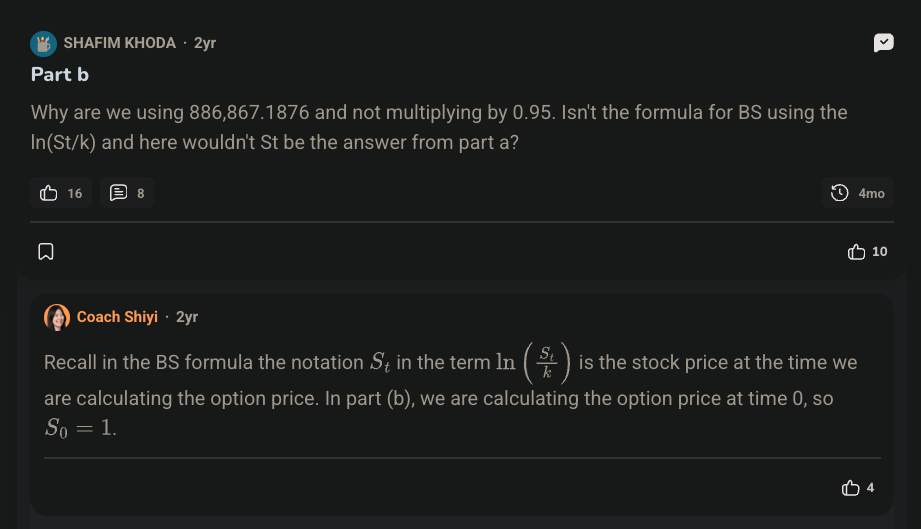 SHAFIM KHODA · 2yr
Part b
Why are we using 886,867.1876 and not multiplying by 0.95. Isn't the formula for BS using the
ln(St/k) and here wouldn't St be the answer from part a?
16 8 4mo
10
Coach Shiyi · 2yr
Recall in the BS formula the notation $S_t$ in the term $\ln\left(\frac{S_t}{k}\right)$ is the stock price at the time we
are calculating the option price. In part (b), we are calculating the option price at time 0, so
$S_0 = 1$.
4